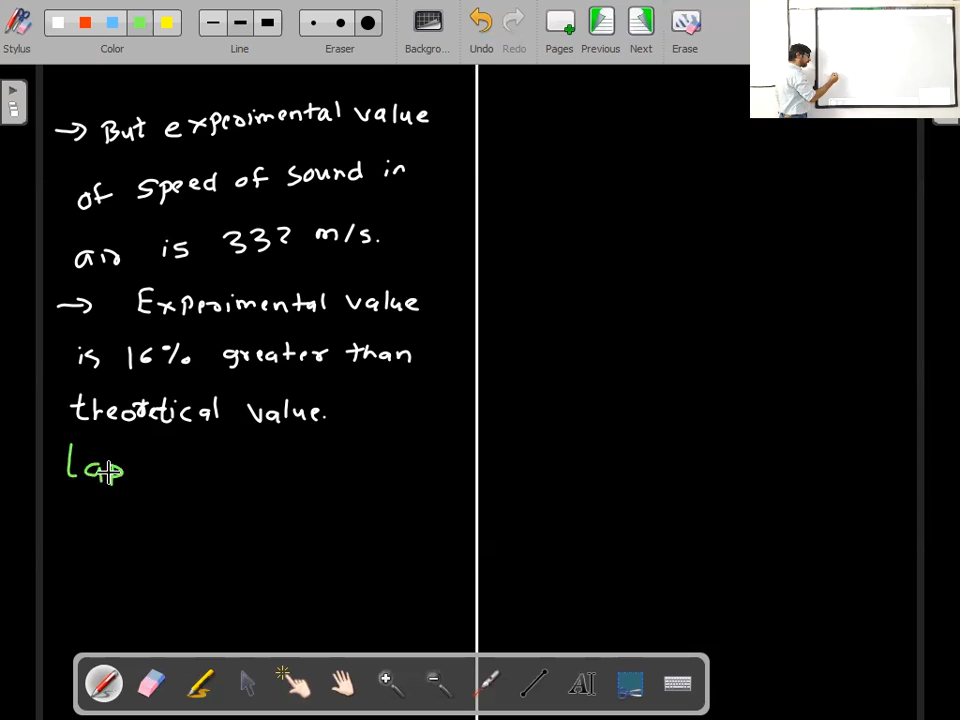 Stylus
Color
Line
Eraser
Backgro...
Undo
Redo
Pages
Previous
Next
Erase
→ But experimental value
of speed of sound in
air is 332 m/s.
→ Experimental value
is 16% greater than
theoretical value.
Lap